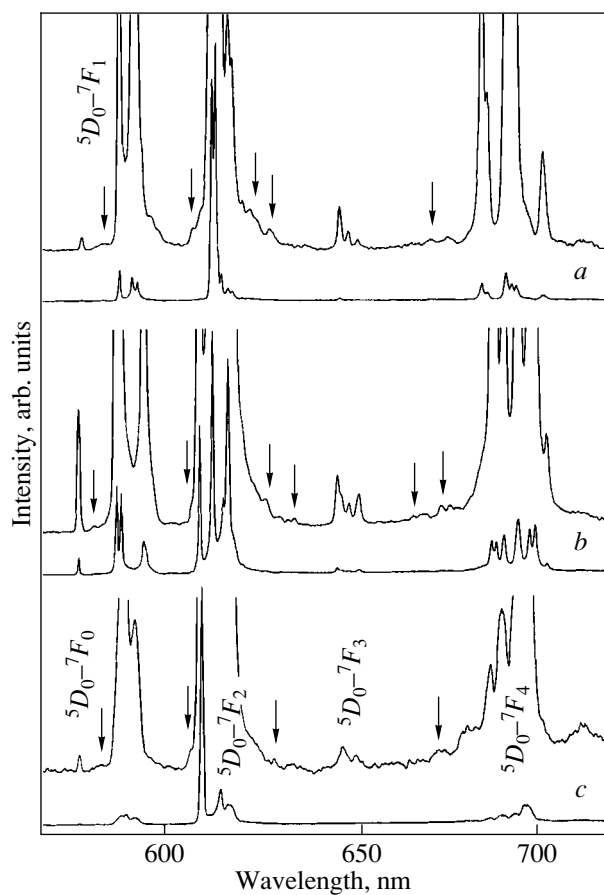 ⁵D₀–⁷F₁
a
b
⁵D₀–⁷F₀
⁵D₀–⁷F₂
⁵D₀–⁷F₃
⁵D₀–⁷F₄
c
Intensity, arb. units
600
650
700
Wavelength, nm